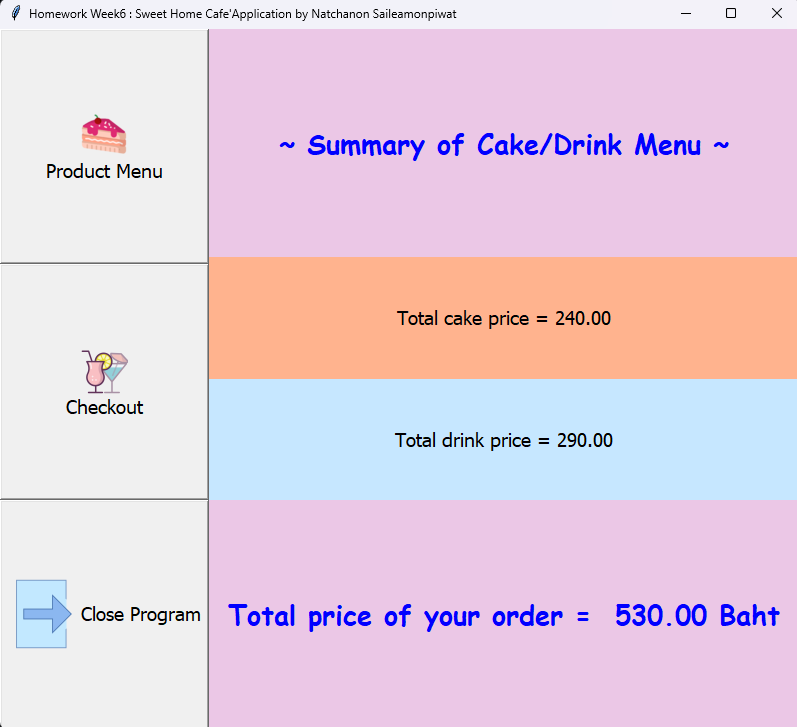 Homework Week6 : Sweet Home Cafe'Application by Natchanon Saileamonpiwat
Product Menu
Checkout
Close Program
~ Summary of Cake/Drink Menu ~
Total cake price = 240.00
Total drink price = 290.00
Total price of your order =  530.00 Baht